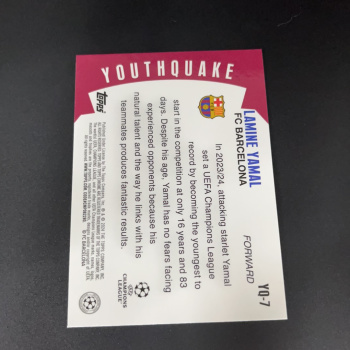 YOUTHQUAKE
LAMINE YAMAL
FC BARCELONA
FORWARD
YQ-7
In 2023/24, attacking starlet Yamal
set a UEFA Champions League
record by becoming the youngest to
start in the competition at only 16 years and 83
days. Despite his age, Yamal has no fears facing
experienced opponents because his
natural talent and the way he links with his
teammates produces fantastic results.
topps
UEFA
CHAMPIONS
LEAGUE